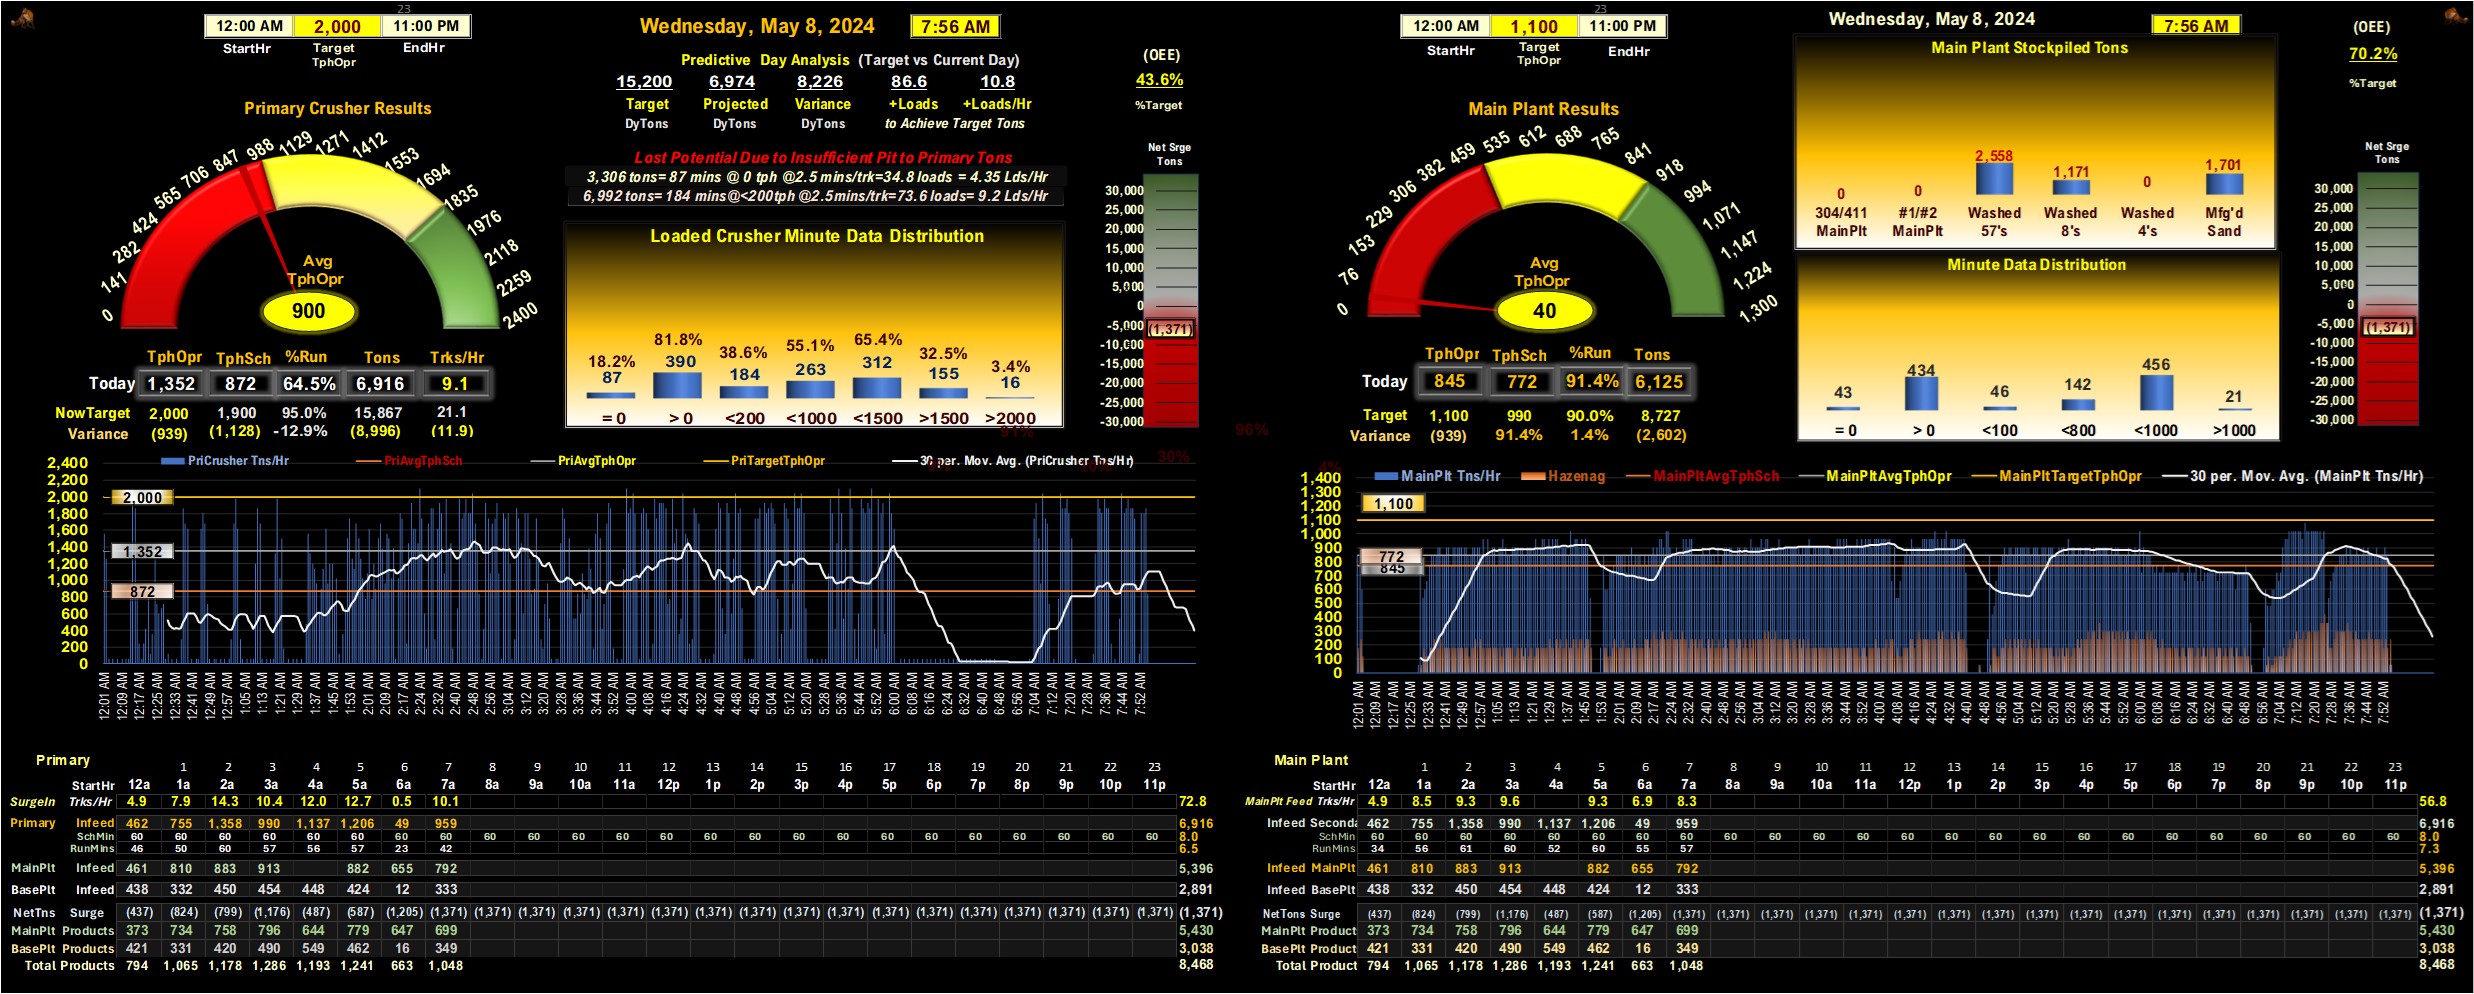 23
12:00 AM 2,000 11:00 PM
StartHr Target TphOpr EndHr
Wednesday, May 8, 2024 7:56 AM
Predictive Day Analysis (Target vs Current Day)
15,200 6,974 8,226 86.6 10.8
Target Projected Variance +Loads +Loads/Hr
DyTons DyTons DyTons to Achieve Target Tons
(OEE)
43.6%
%Target
Lost Potential Due to Insufficient Pit to Primary Tons
3,306 tons= 87 mins @ 0 tph @2.5 mins/trk=34.8 loads = 4.35 Lds/Hr
6,992 tons= 184 mins@<200tph @2.5mins/trk=73.6 loads= 9.2 Lds/Hr
Primary Crusher Results
0 141 282 424 565 706 847 988 1129 1271 1412 1553 1694 1835 1976 2118 2259 2400
Avg
TphOpr
900
Loaded Crusher Minute Data Distribution
18.2% 81.8% 38.6% 55.1% 65.4% 32.5% 3.4%
87 390 184 263 312 155 16
= 0 > 0 <200 <1000 <1500 >1500 >2000
Net Srge
Tons
30,000
25,000
20,000
15,000
10,000
5,000
0
-5,000
(1,371)
-10,000
-15,000
-20,000
-25,000
-30,000
TphOpr TphSch %Run Tons Trks/Hr
Today 1,352 872 64.5% 6,916 9.1
NowTarget 2,000 1,900 95.0% 15,867 21.1
Variance (939) (1,128) -12.9% (8,996) (11.9)
PriCrusher Tns/Hr PriAvgTphSch PriAvgTphOpr PriTargetTphOpr 30 per. Mov. Avg. (PriCrusher Tns/Hr)
30%
96%
2,400
2,200
2,000
1,800
1,600
1,400
1,200
1,000
800
600
400
200
0
2,000
1,352
872
12:01 AM 12:09 AM 12:17 AM 12:25 AM 12:33 AM 12:41 AM 12:49 AM 12:57 AM 1:05 AM 1:13 AM 1:21 AM 1:29 AM 1:37 AM 1:45 AM 1:53 AM 2:01 AM 2:09 AM 2:17 AM 2:24 AM 2:32 AM 2:40 AM 2:48 AM 2:56 AM 3:04 AM 3:12 AM 3:20 AM 3:28 AM 3:36 AM 3:44 AM 3:52 AM 4:00 AM 4:08 AM 4:16 AM 4:24 AM 4:32 AM 4:40 AM 4:48 AM 4:56 AM 5:04 AM 5:12 AM 5:20 AM 5:28 AM 5:36 AM 5:44 AM 5:52 AM 6:00 AM 6:08 AM 6:16 AM 6:24 AM 6:32 AM 6:40 AM 6:48 AM 6:56 AM 7:04 AM 7:12 AM 7:20 AM 7:28 AM 7:36 AM 7:44 AM 7:52 AM
Primary 1 2 3 4 5 6 7 8 9 10 11 12 13 14 15 16 17 18 19 20 21 22 23
StartHr 12a 1a 2a 3a 4a 5a 6a 7a 8a 9a 10a 11a 12p 1p 2p 3p 4p 5p 6p 7p 8p 9p 10p 11p
SurgeIn Trks/Hr 4.9 7.9 14.3 10.4 12.0 12.7 0.5 10.1 72.8
Primary Infeed 462 755 1,358 990 1,137 1,206 49 959 6,916
SchMin 60 60 60 60 60 60 60 60 60 60 60 60 60 60 60 60 60 60 60 60 60 60 60 60 8.0
RunMins 46 50 60 57 56 57 23 42 6.5
MainPlt Infeed 461 810 883 913 882 655 792 5,396
BasePlt Infeed 438 332 450 454 448 424 12 333 2,891
NetTns Surge (437) (824) (799) (1,176) (487) (587) (1,205) (1,371) (1,371) (1,371) (1,371) (1,371) (1,371) (1,371) (1,371) (1,371) (1,371) (1,371) (1,371) (1,371) (1,371) (1,371) (1,371) (1,371) (1,371)
MainPlt Products 373 734 758 796 644 779 647 699 5,430
BasePlt Products 421 331 420 490 549 462 16 349 3,038
Total Products 794 1,065 1,178 1,286 1,193 1,241 663 1,048 8,468
23
12:00 AM 1,100 11:00 PM
StartHr Target TphOpr EndHr
Wednesday, May 8, 2024
7:56 AM
(OEE)
70.2%
%Target
Main Plant Stockpiled Tons
0 0 2,558 1,171 0 1,701
304/411 #1/#2 Washed Washed Washed Mfg'd
MainPlt MainPlt 57's 8's 4's Sand
Main Plant Results
0 76 153 229 306 382 459 535 612 688 765 841 918 994 1,071 1,147 1,224 1,300
Avg
TphOpr
40
Minute Data Distribution
43 434 46 142 456 21
= 0 > 0 <100 <800 <1000 >1000
Net Srge
Tons
30,000
25,000
20,000
15,000
10,000
5,000
0
-5,000
(1,371)
-10,000
-15,000
-20,000
-25,000
-30,000
TphOpr TphSch %Run Tons
Today 845 772 91.4% 6,125
Target 1,100 990 90.0% 8,727
Variance (939) 91.4% 1.4% (2,602)
MainPlt Tns/Hr Hazenag MainPltAvgTphSch MainPltAvgTphOpr MainPltTargetTphOpr 30 per. Mov. Avg. (MainPlt Tns/Hr)
1,400
1,300
1,200
1,100
1,000
900
800
700
600
500
400
300
200
100
0
1,100
772
845
12:01 AM 12:09 AM 12:17 AM 12:25 AM 12:33 AM 12:41 AM 12:49 AM 12:57 AM 1:05 AM 1:13 AM 1:21 AM 1:29 AM 1:37 AM 1:45 AM 1:53 AM 2:01 AM 2:09 AM 2:17 AM 2:24 AM 2:32 AM 2:40 AM 2:48 AM 2:56 AM 3:04 AM 3:12 AM 3:20 AM 3:28 AM 3:36 AM 3:44 AM 3:52 AM 4:00 AM 4:08 AM 4:16 AM 4:24 AM 4:32 AM 4:40 AM 4:48 AM 4:56 AM 5:04 AM 5:12 AM 5:20 AM 5:28 AM 5:36 AM 5:44 AM 5:52 AM 6:00 AM 6:08 AM 6:16 AM 6:24 AM 6:32 AM 6:40 AM 6:48 AM 6:56 AM 7:04 AM 7:12 AM 7:20 AM 7:28 AM 7:36 AM 7:44 AM 7:52 AM
Main Plant 1 2 3 4 5 6 7 8 9 10 11 12 13 14 15 16 17 18 19 20 21 22 23
StartHr 12a 1a 2a 3a 4a 5a 6a 7a 8a 9a 10a 11a 12p 1p 2p 3p 4p 5p 6p 7p 8p 9p 10p 11p
MainPlt Feed Trks/Hr 4.9 8.5 9.3 9.6 9.3 6.9 8.3 56.8
Infeed Seconda 462 755 1,358 990 1,137 1,206 49 959 6,916
SchMin 60 60 60 60 60 60 60 60 60 60 60 60 60 60 60 60 60 60 60 60 60 60 60 60 8.0
RunMins 34 56 61 60 52 60 55 57 7.3
Infeed MainPlt 461 810 883 913 882 655 792 5,396
Infeed BasePlt 438 332 450 454 448 424 12 333 2,891
NetTons Surge (437) (824) (799) (1,176) (487) (587) (1,205) (1,371) (1,371) (1,371) (1,371) (1,371) (1,371) (1,371) (1,371) (1,371) (1,371) (1,371) (1,371) (1,371) (1,371) (1,371) (1,371) (1,371) (1,371)
MainPlt Product 373 734 758 796 644 779 647 699 5,430
BasePlt Product 421 331 420 490 549 462 16 349 3,038
Total Product 794 1,065 1,178 1,286 1,193 1,241 663 1,048 8,468